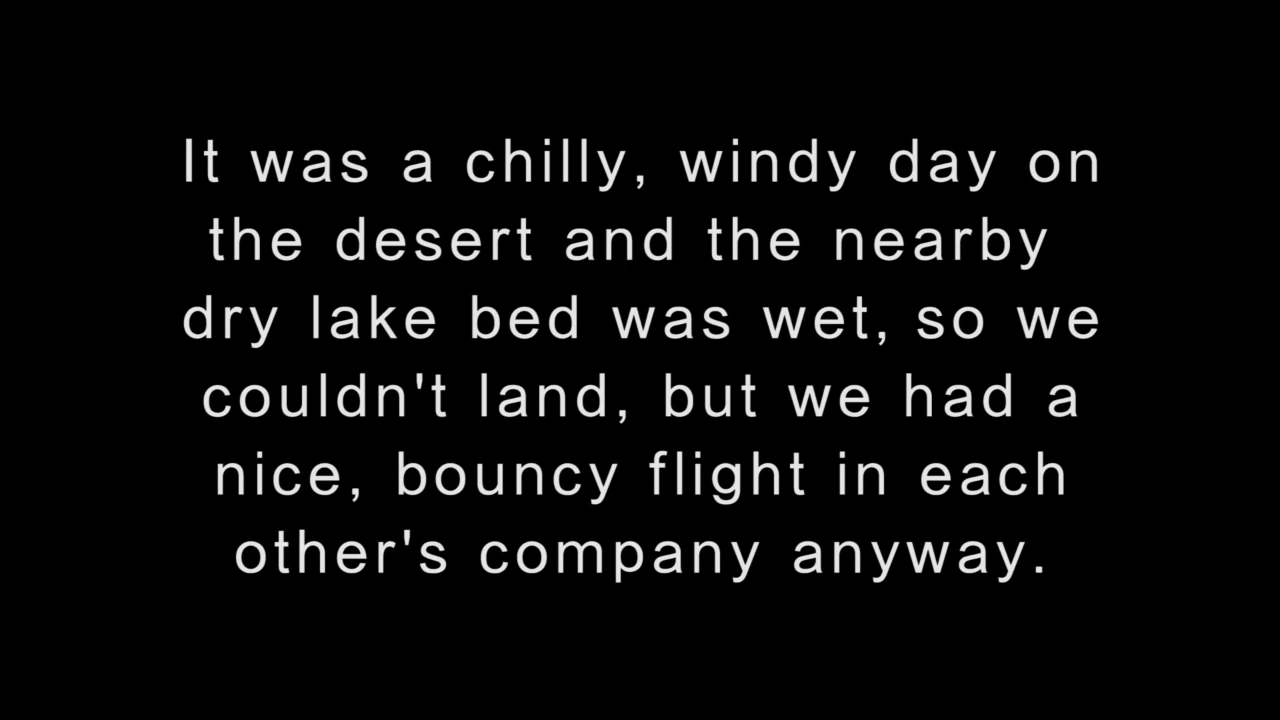 It was a chilly, windy day on
the desert and the nearby
dry lake bed was wet, so we
couldn't land, but we had a
nice, bouncy flight in each
other's company anyway.